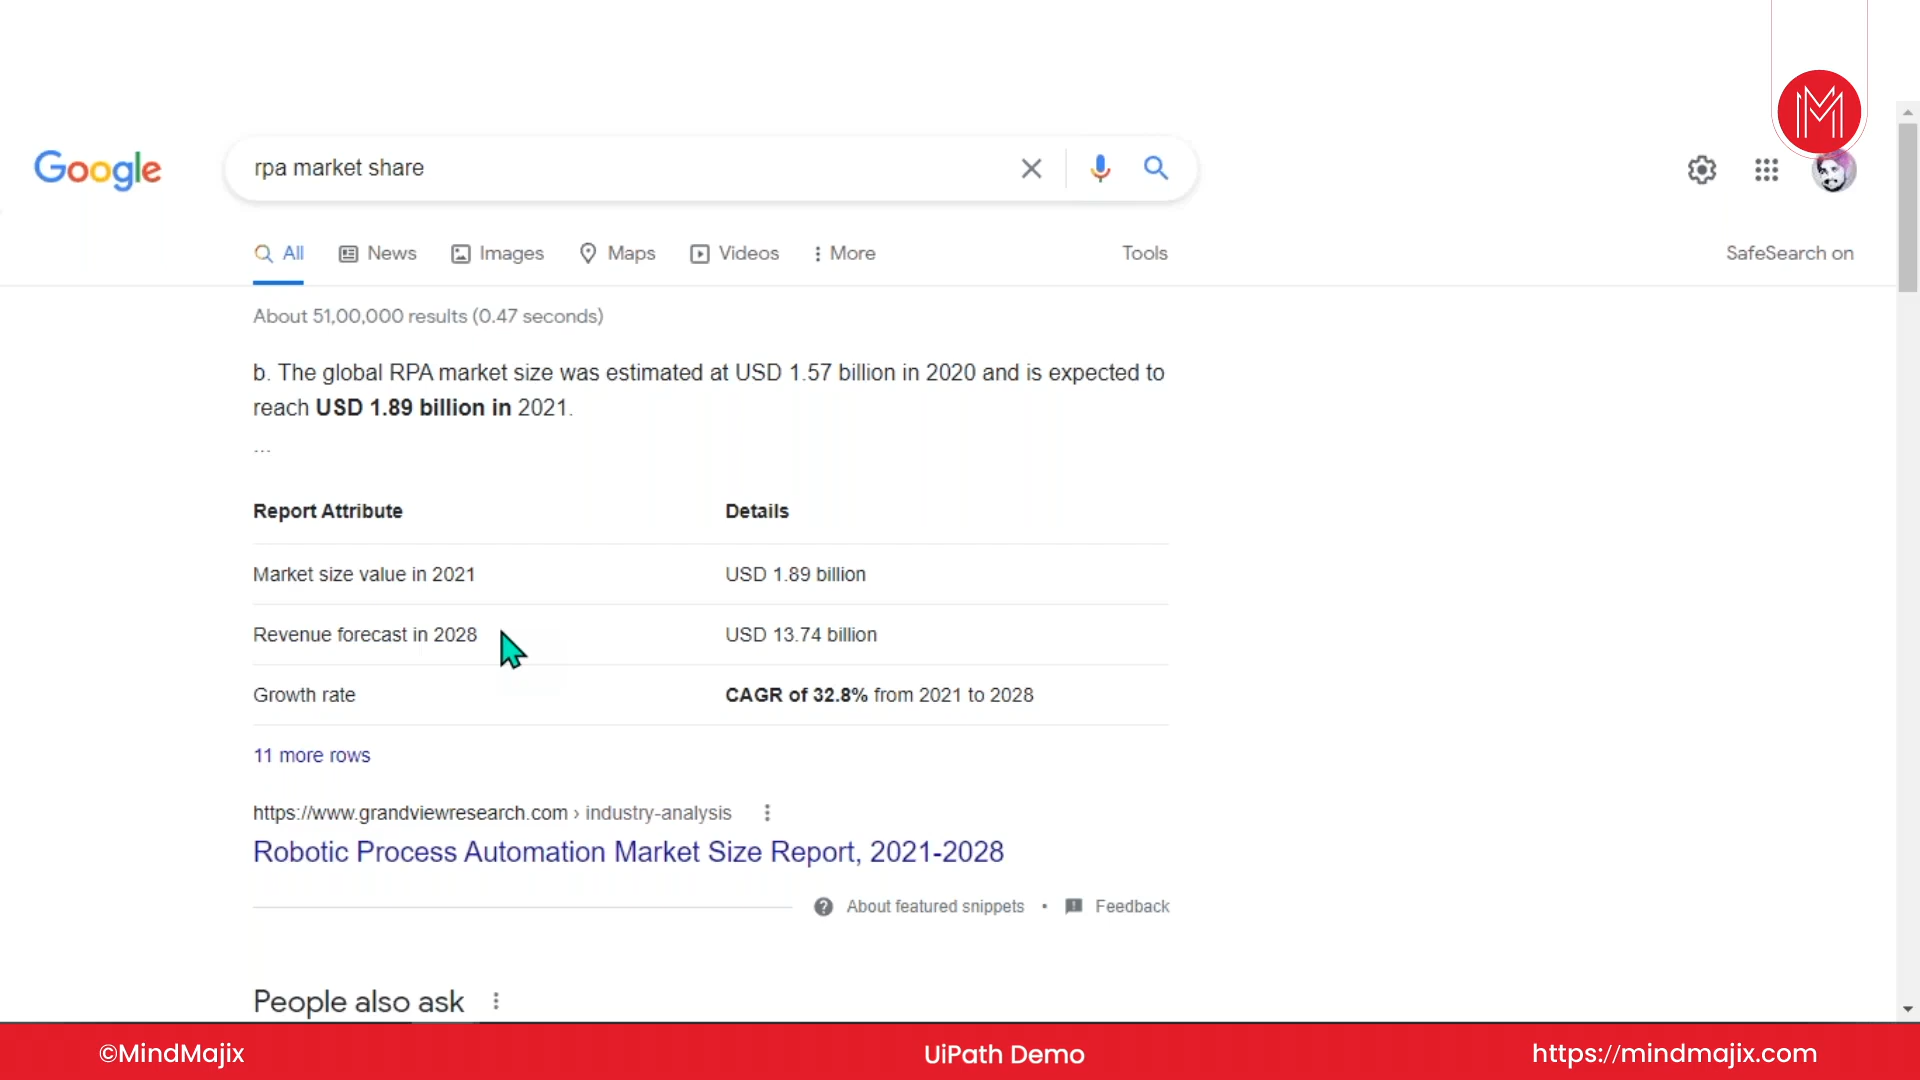 Google
rpa market share
All News Images Maps Videos More Tools SafeSearch on
About 51,00,000 results (0.47 seconds)
b. The global RPA market size was estimated at USD 1.57 billion in 2020 and is expected to
reach USD 1.89 billion in 2021.
...
Report Attribute Details
Market size value in 2021 USD 1.89 billion
Revenue forecast in 2028 USD 13.74 billion
Growth rate CAGR of 32.8% from 2021 to 2028
11 more rows
https://www.grandviewresearch.com › industry-analysis
Robotic Process Automation Market Size Report, 2021-2028
About featured snippets • Feedback
People also ask
©MindMajix UiPath Demo https://mindmajix.com